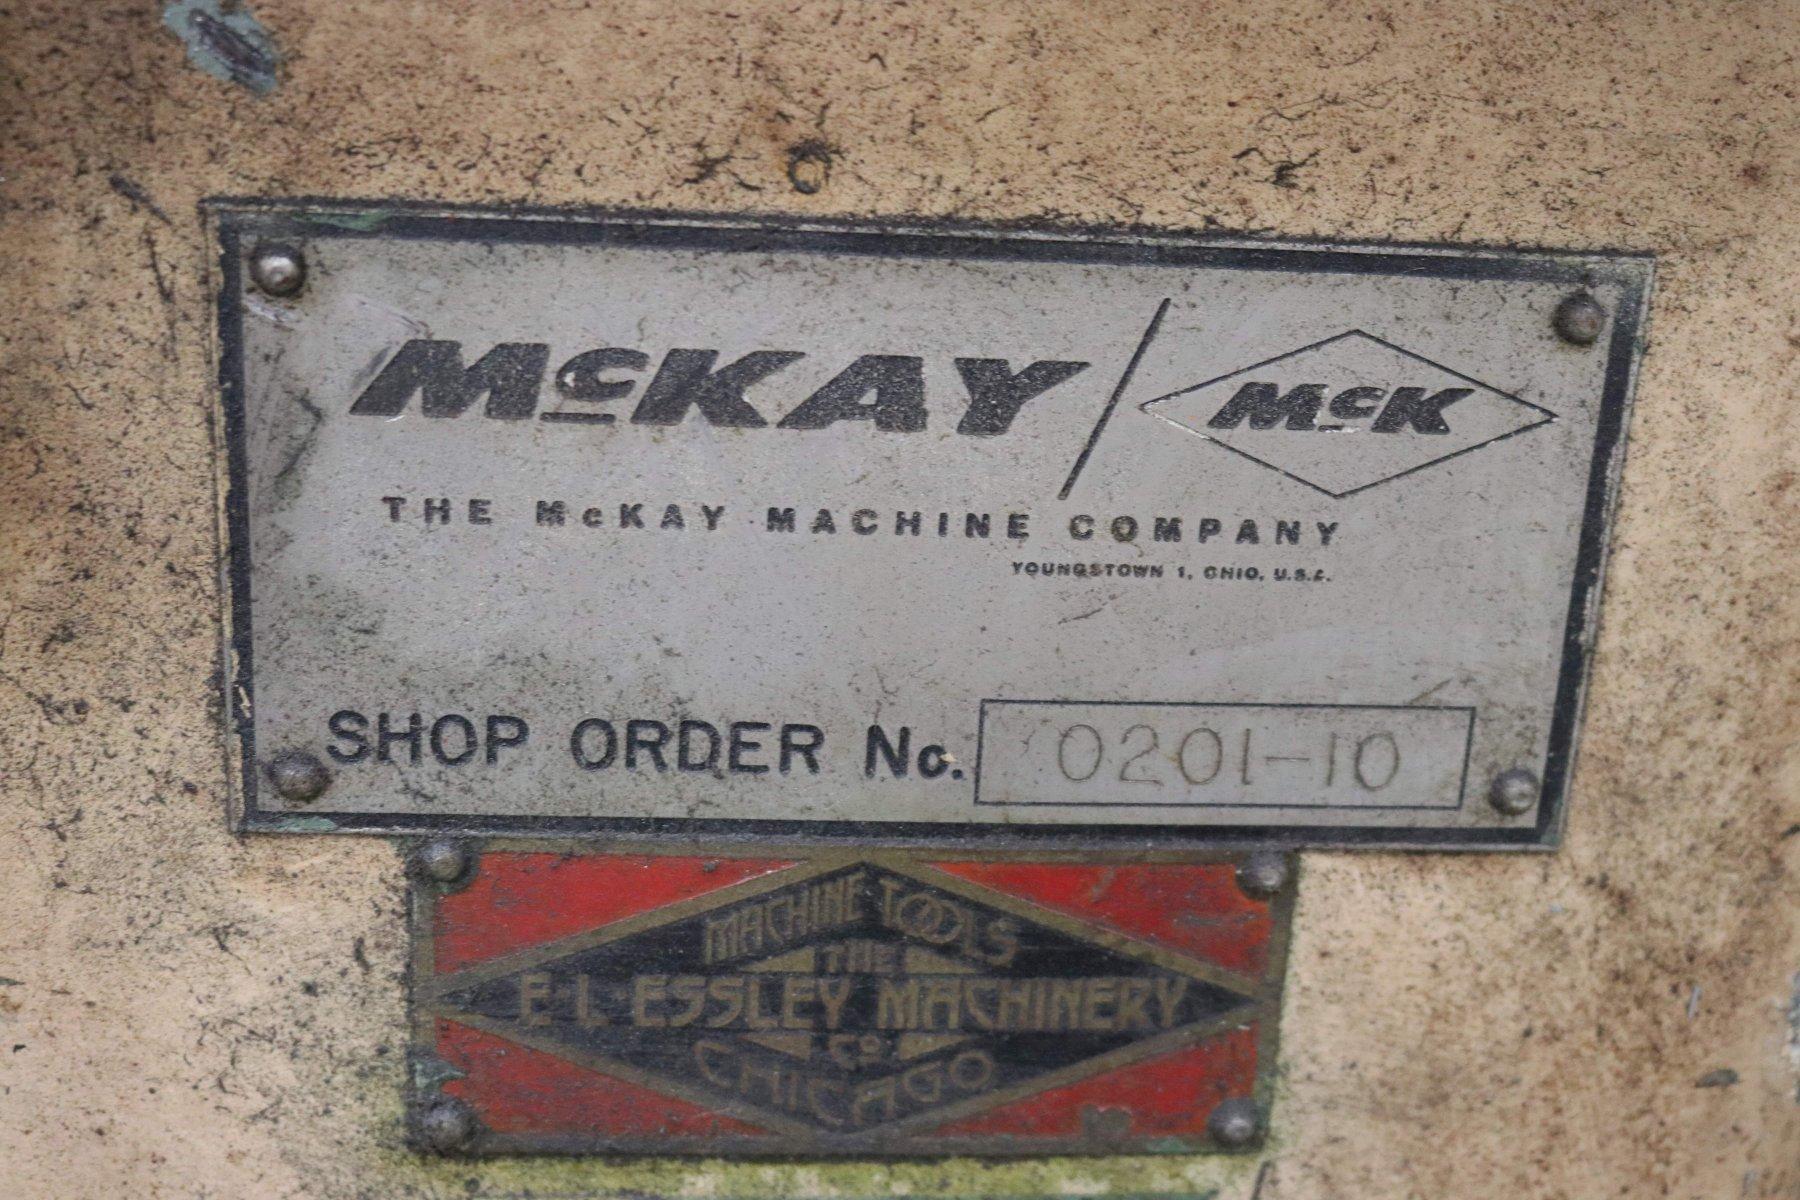 McKAY / McK
THE McKAY MACHINE COMPANY
YOUNGSTOWN 1, OHIO, U.S.A.
SHOP ORDER No. 0201-10
MACHINE TOOLS
THE
E-L-ESSLEY MACHINERY
Co
CHICAGO